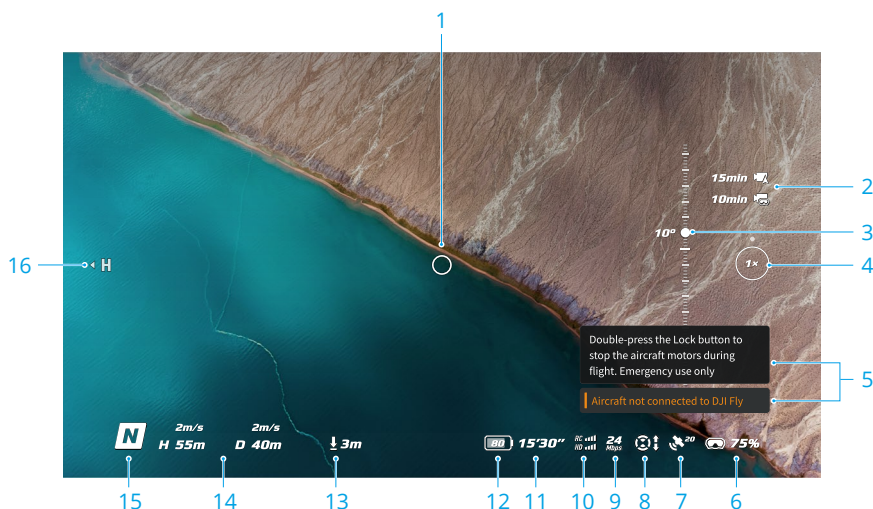 1
15min
10min
2
10°
3
1×
4
16
H
Double-press the Lock button to
stop the aircraft motors during
flight. Emergency use only
5
Aircraft not connected to DJI Fly
N
2m/s
H 55m
2m/s
D 40m
3m
80
15'30"
RC
HD
24
Mbps
20
75%
15
14
13
12
11
10
9
8
7
6